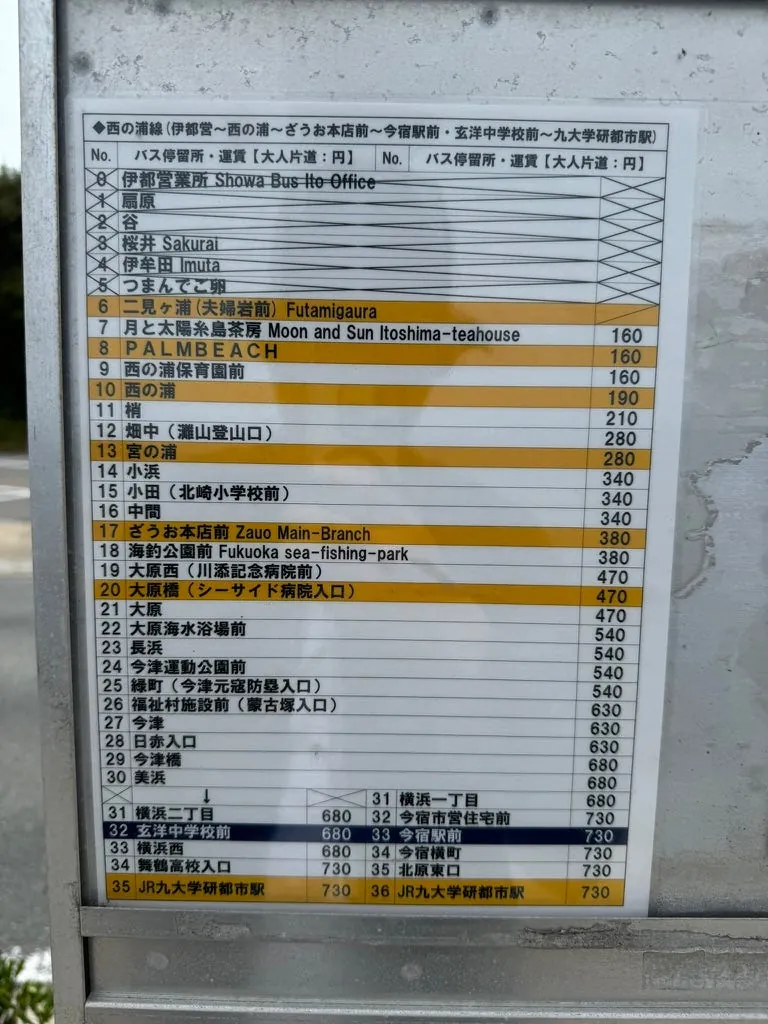 ◆西の浦線(伊都営～西の浦～ざうお本店前～今宿駅前・玄洋中学校前～九大学研都市駅)
No. バス停留所・運賃【大人片道：円】 No. バス停留所・運賃【大人片道：円】
0 伊都営業所 Showa Bus Ito Office
1 扇原
2 谷
3 桜井 Sakurai
4 伊牟田 Imuta
5 つまんでご卵
6 二見ヶ浦(夫婦岩前) Futamigaura
7 月と太陽糸島茶房 Moon and Sun Itoshima-teahouse 160
8 PALMBEACH 160
9 西の浦保育園前 160
10 西の浦 190
11 梢 210
12 畑中（灘山登山口） 280
13 宮の浦 280
14 小浜 340
15 小田（北崎小学校前） 340
16 中間 340
17 ざうお本店前 Zauo Main-Branch 380
18 海釣公園前 Fukuoka sea-fishing-park 380
19 大原西（川添記念病院前） 470
20 大原橋（シーサイド病院入口） 470
21 大原 470
22 大原海水浴場前 540
23 長浜 540
24 今津運動公園前 540
25 緑町（今津元寇防塁入口） 540
26 福祉村施設前（蒙古塚入口） 630
27 今津 630
28 日赤入口 630
29 今津橋 680
30 美浜 680
↓ 31 横浜一丁目 680
31 横浜二丁目 680 32 今宿市営住宅前 730
32 玄洋中学校前 680 33 今宿駅前 730
33 横浜西 680 34 今宿横町 730
34 舞鶴高校入口 730 35 北原東口 730
35 JR九大学研都市駅 730 36 JR九大学研都市駅 730